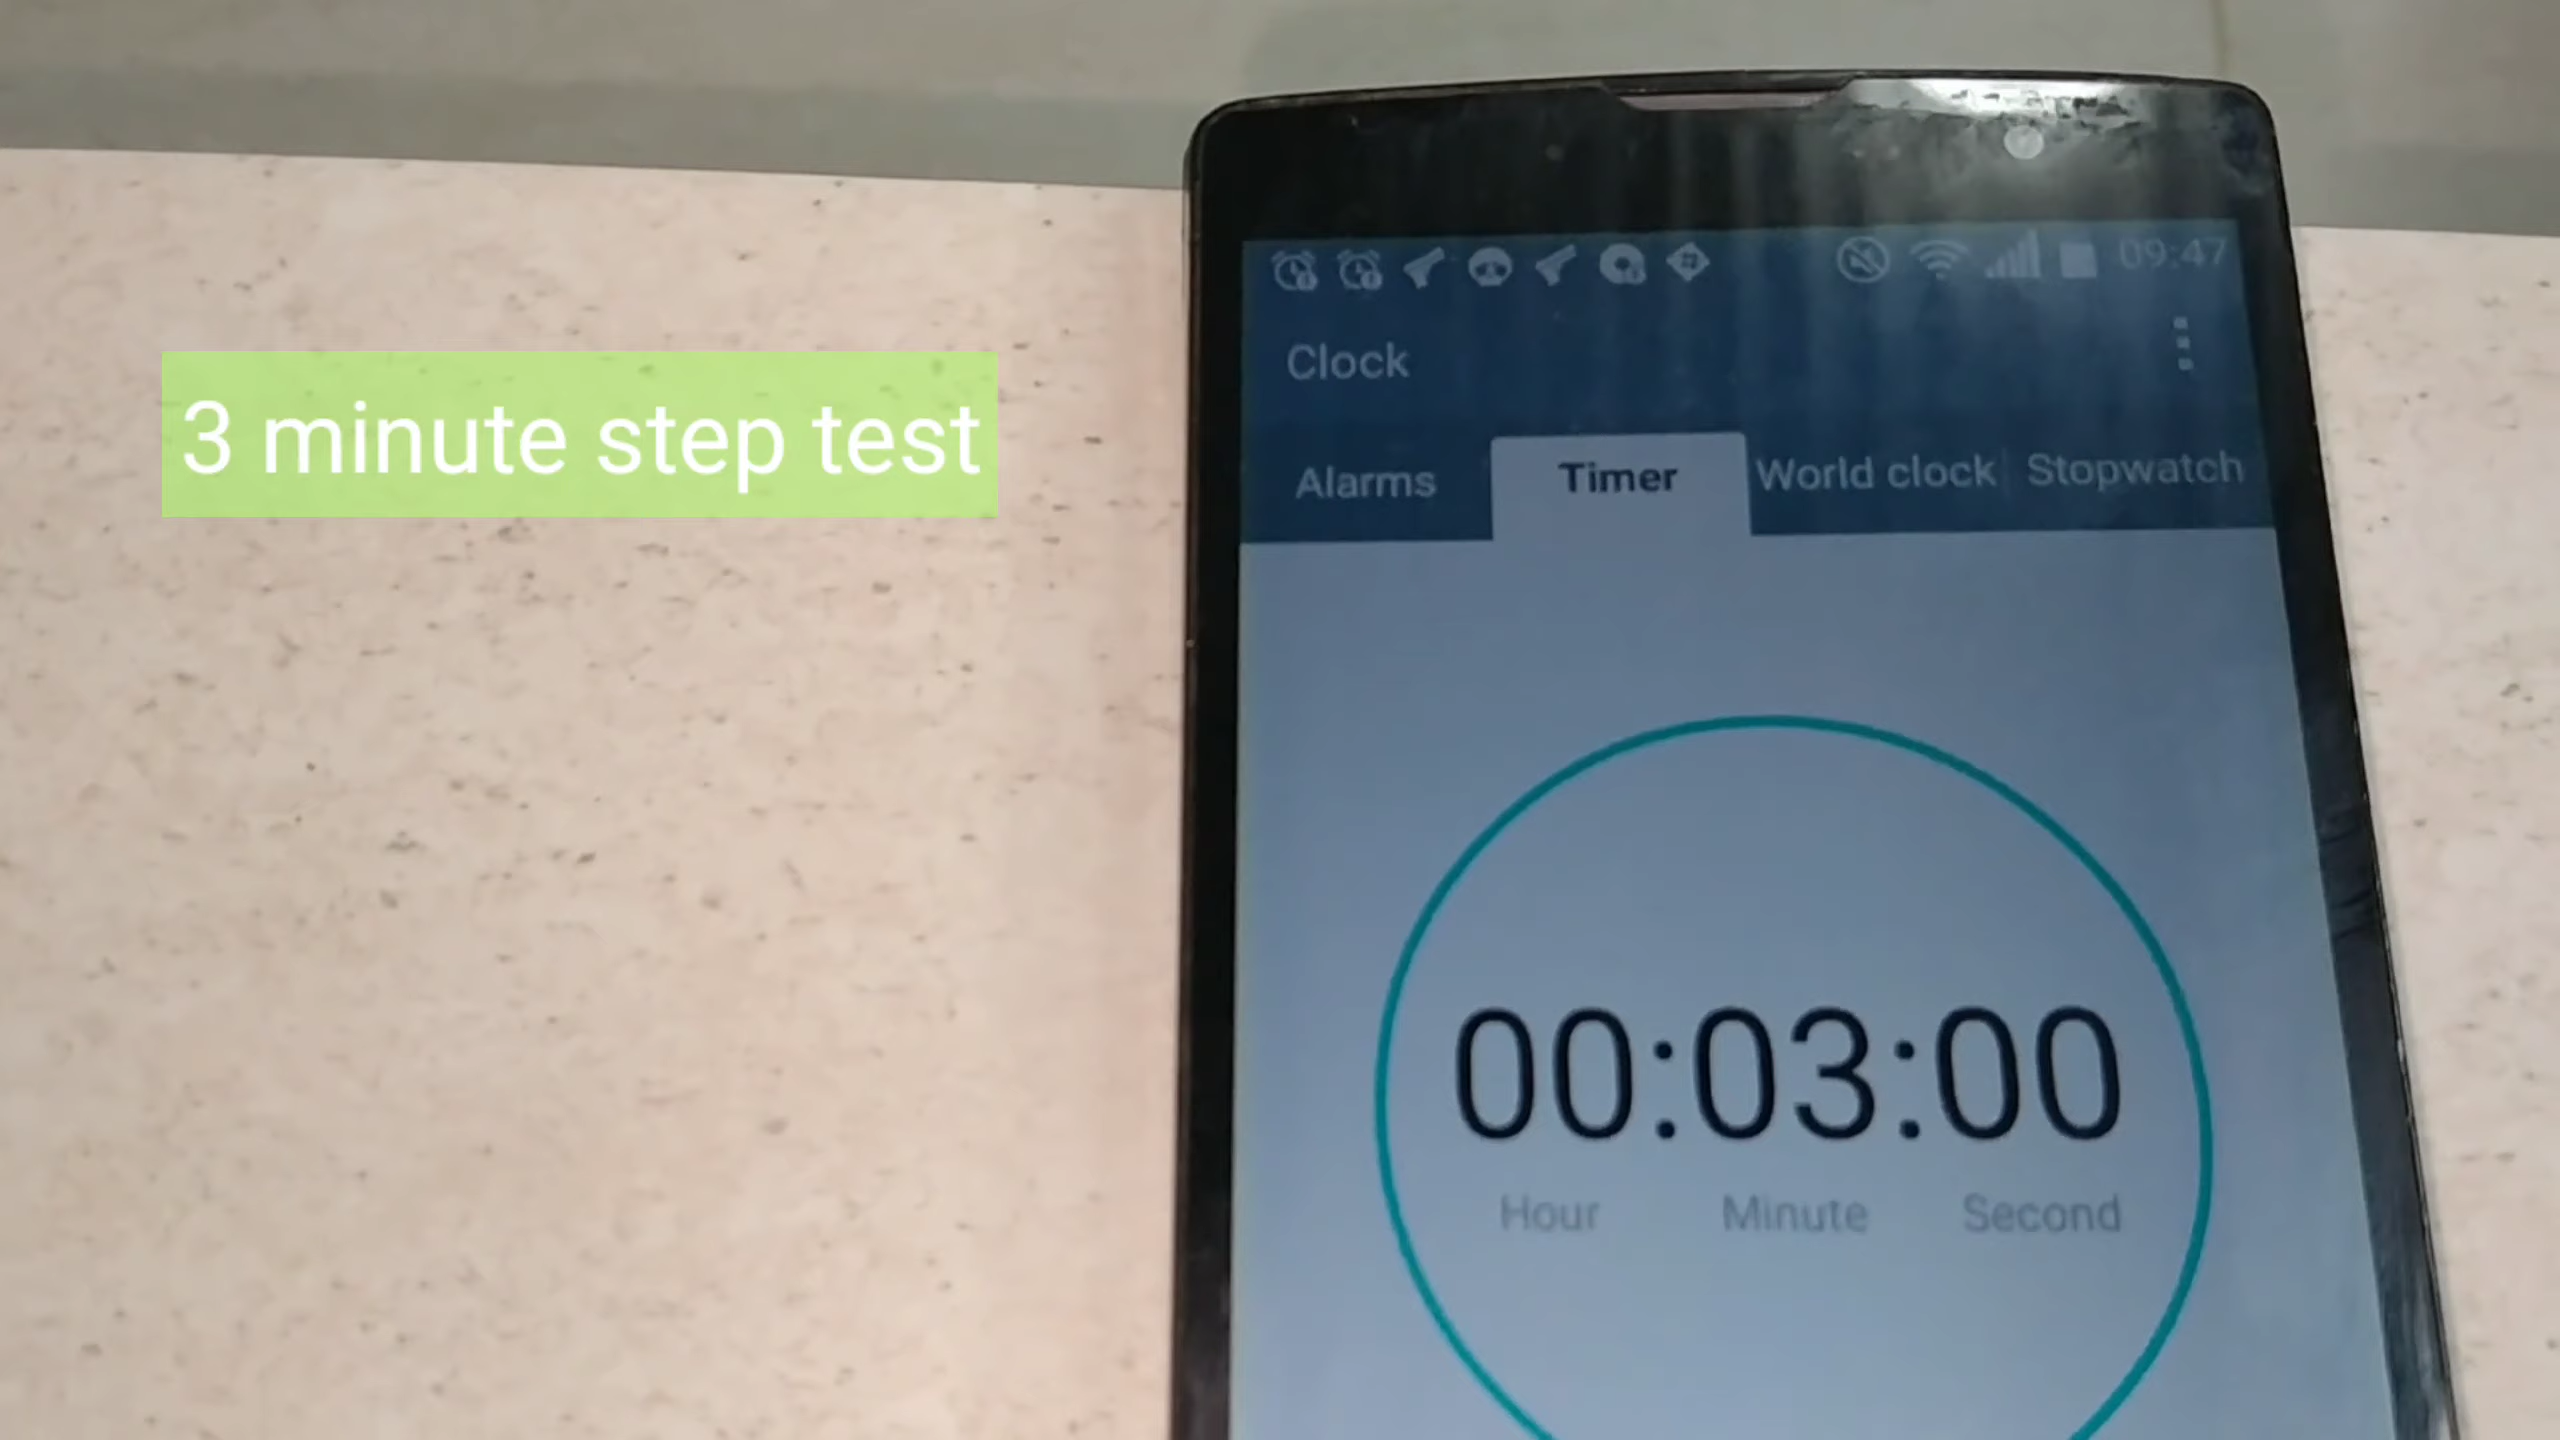 3 minute step test
09:47
Clock
Alarms Timer World clock Stopwatch
00:03:00
Hour Minute Second